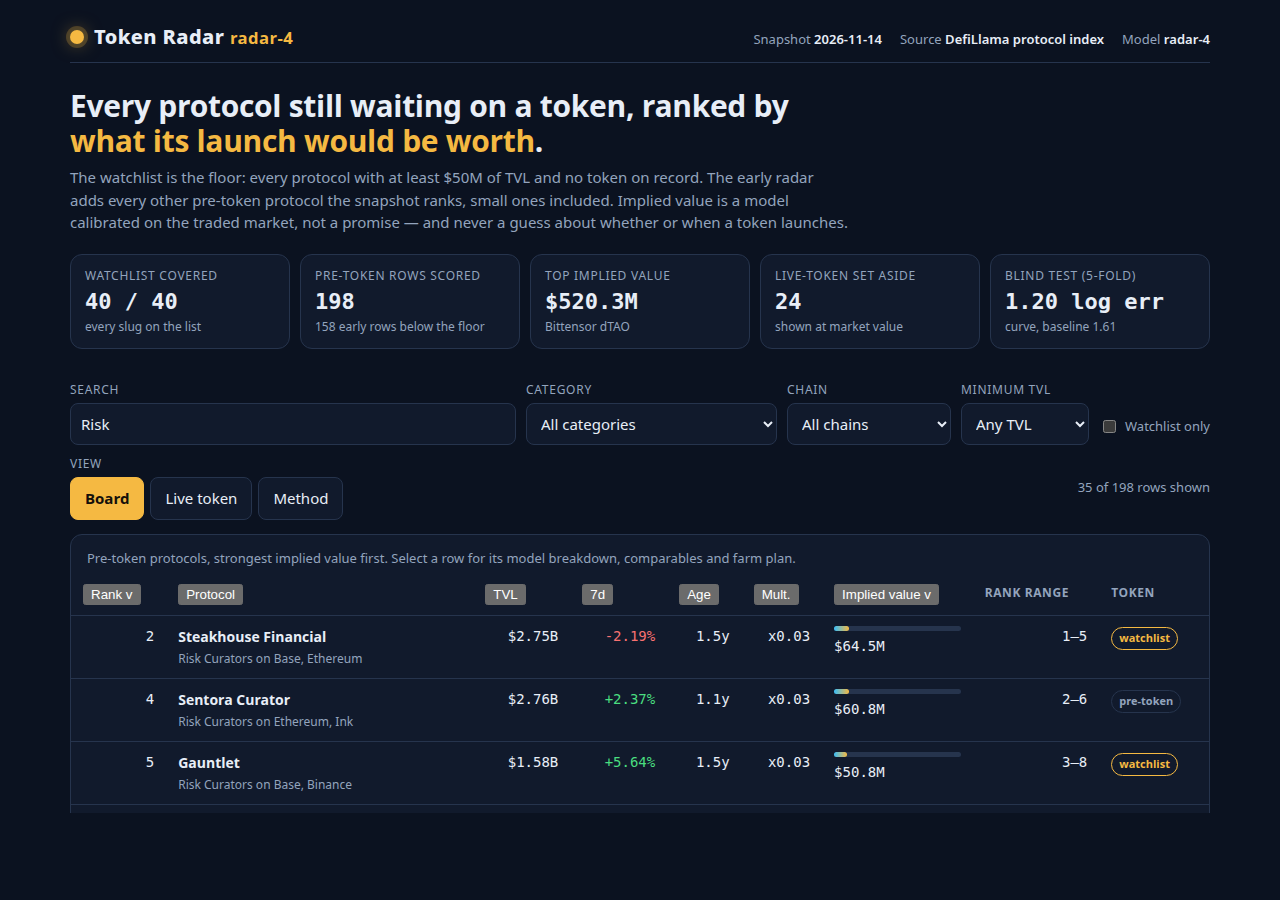 Token Radar radar-4
Snapshot 2026-11-14 Source DefiLlama protocol index Model radar-4
Every protocol still waiting on a token, ranked by
what its launch would be worth.
The watchlist is the floor: every protocol with at least $50M of TVL and no token on record. The early radar
adds every other pre-token protocol the snapshot ranks, small ones included. Implied value is a model
calibrated on the traded market, not a promise — and never a guess about whether or when a token launches.
WATCHLIST COVERED
40 / 40
every slug on the list
PRE-TOKEN ROWS SCORED
198
158 early rows below the floor
TOP IMPLIED VALUE
$520.3M
Bittensor dTAO
LIVE-TOKEN SET ASIDE
24
shown at market value
BLIND TEST (5-FOLD)
1.20 log err
curve, baseline 1.61
SEARCH
Risk
CATEGORY
All categories
CHAIN
All chains
MINIMUM TVL
Any TVL
Watchlist only
VIEW
Board Live token Method
35 of 198 rows shown
Pre-token protocols, strongest implied value first. Select a row for its model breakdown, comparables and farm plan.
Rank v Protocol TVL 7d Age Mult. Implied value v RANK RANGE TOKEN
2 Steakhouse Financial $2.75B -2.19% 1.5y x0.03 $64.5M 1–5 watchlist
Risk Curators on Base, Ethereum
4 Sentora Curator $2.76B +2.37% 1.1y x0.03 $60.8M 2–6 pre-token
Risk Curators on Ethereum, Ink
5 Gauntlet $1.58B +5.64% 1.5y x0.03 $50.8M 3–8 watchlist
Risk Curators on Base, Binance